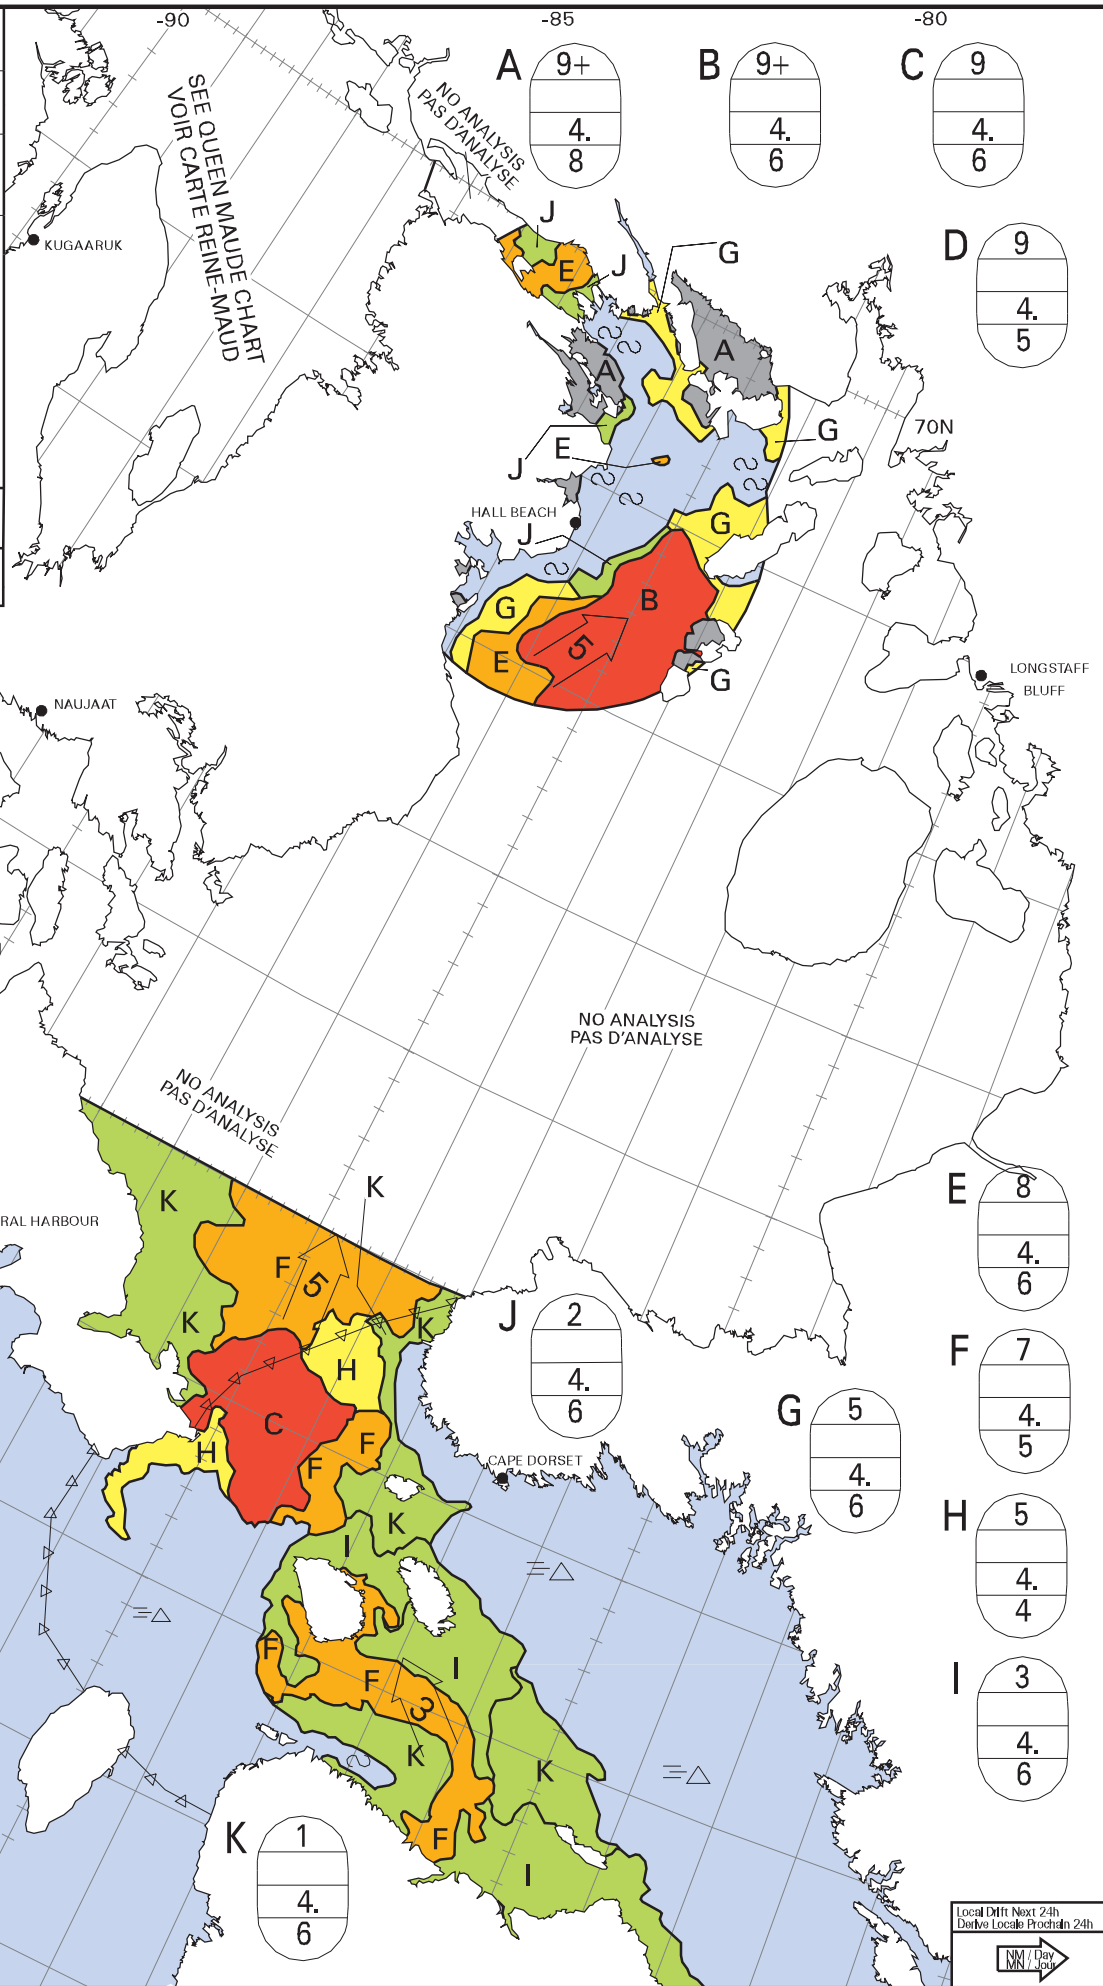 -90
-85
-80
A
9+
4.
8
B
9+
4.
6
C
9
4.
6
SEE QUEEN MAUDE CHART
VOIR CARTE REINE-MAUD
NO ANALYSIS
PAS D'ANALYSE
KUGAARUK
J
E
J
G
D
9
4.
5
A
A
G
70N
J
E
HALL BEACH
J
G
G
B
5
E
G
LONGSTAFF
BLUFF
NAUJAAT
NO ANALYSIS
PAS D'ANALYSE
NO ANALYSIS
PAS D'ANALYSE
K
K
RAL HARBOUR
F
5
K
K
E
8
4.
6
J
2
4.
6
F
7
4.
5
H
C
G
5
4.
6
F
H
F
CAPE DORSET
K
I
H
5
4.
4
F
F
I
3
K
K
I
3
4.
6
F
I
K
1
4.
6
Local Drift Next 24h
Derive Locale Prochain 24h
NM / Day
MN / Jour